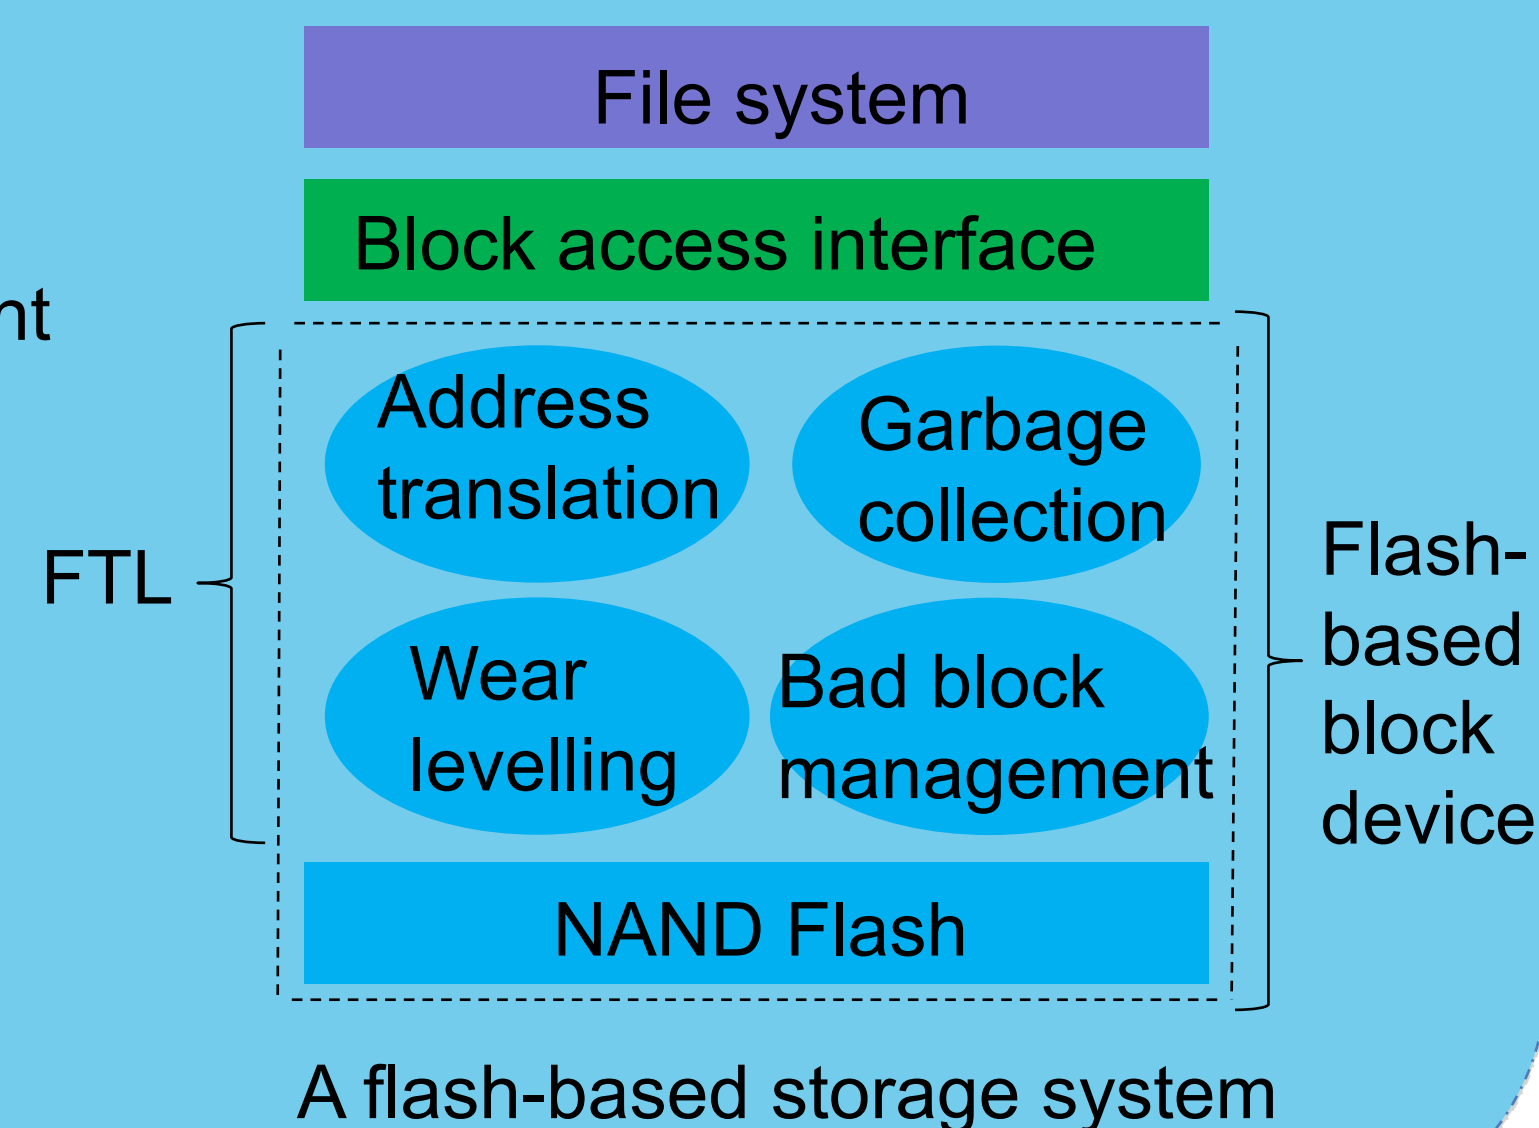 File system
Block access interface
Address
translation
Garbage
collection
FTL
Wear
levelling
Bad block
management
Flash-
based
block
device
NAND Flash
A flash-based storage system